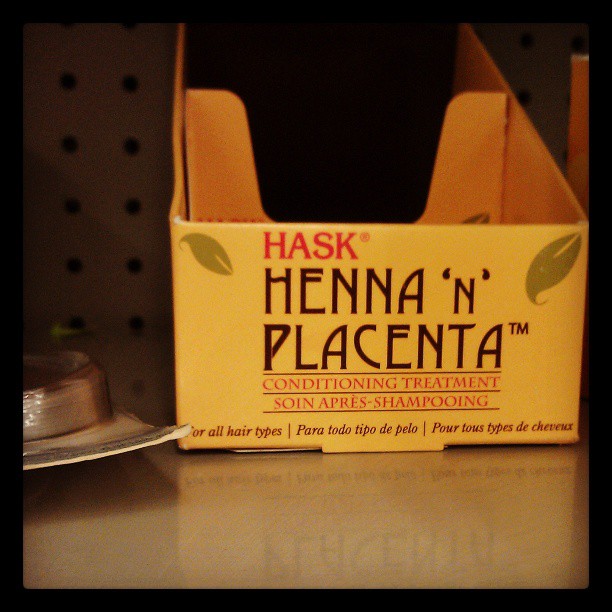 HASK®
HENNA 'N'
PLACENTA™
CONDITIONING TREATMENT
SOIN APRÈS-SHAMPOOING
or all hair types | Para todo tipo de pelo | Pour tous types de cheveux